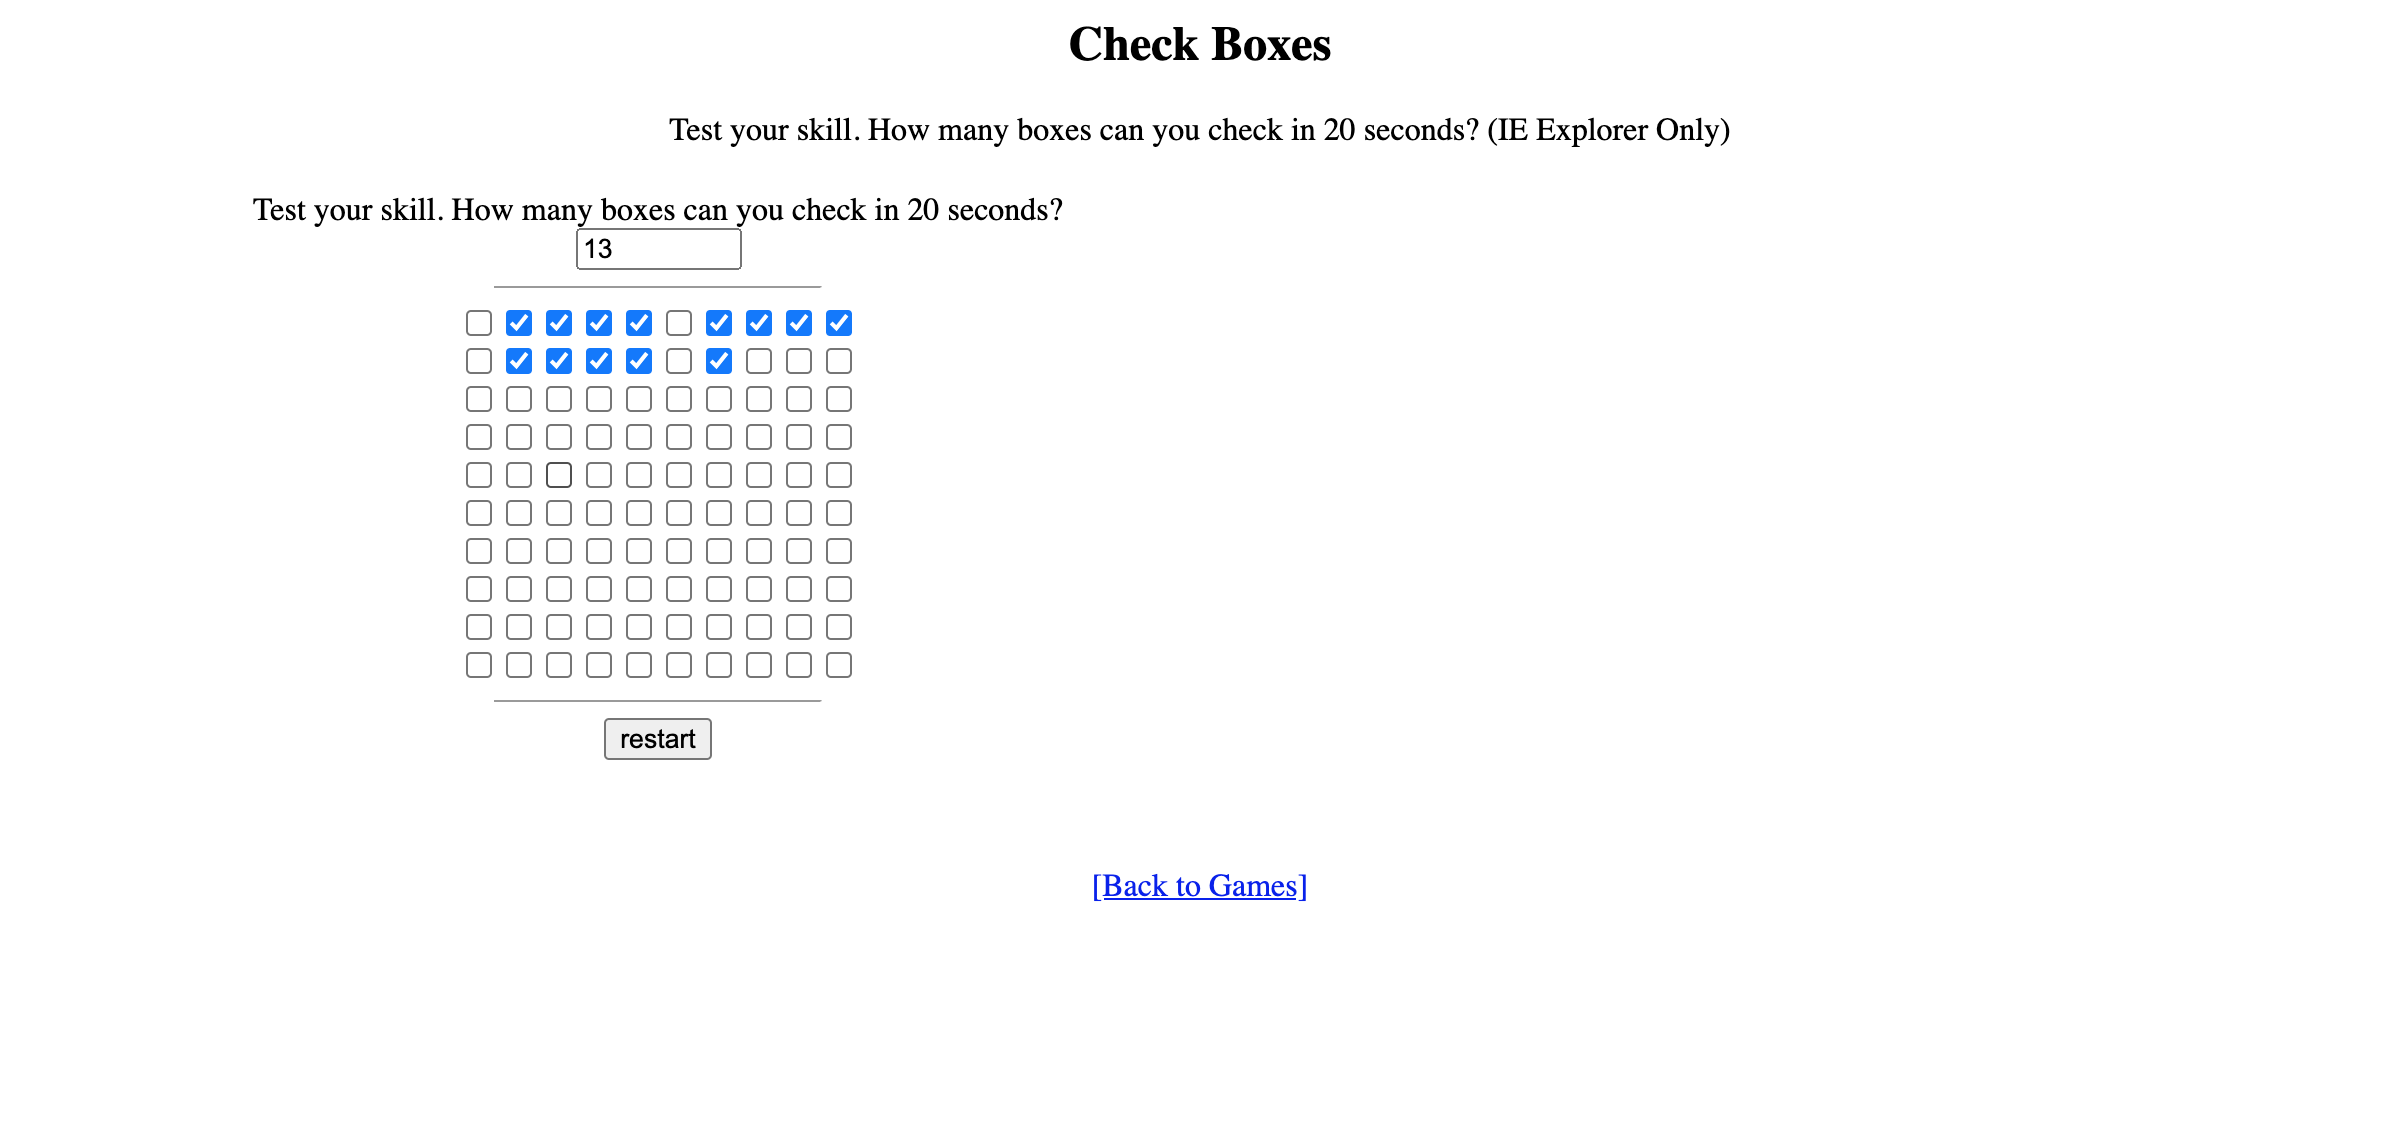 Check Boxes
Test your skill. How many boxes can you check in 20 seconds? (IE Explorer Only)
Test your skill. How many boxes can you check in 20 seconds?
13
restart
[Back to Games]